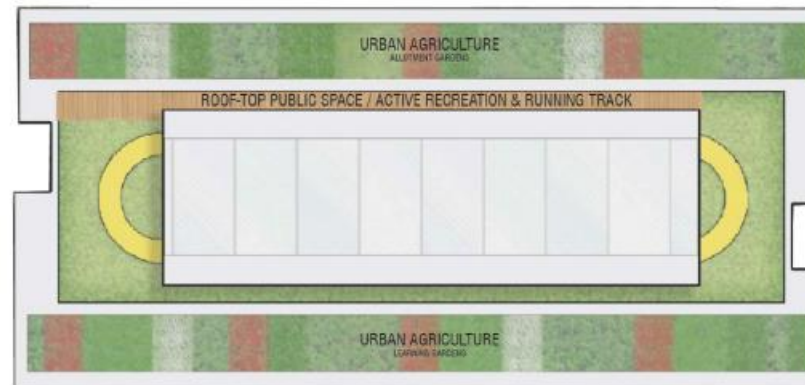 URBAN AGRICULTURE
ALLOTMENT GARDENS
ROOF-TOP PUBLIC SPACE / ACTIVE RECREATION & RUNNING TRACK
URBAN AGRICULTURE
LEARNING GARDENS